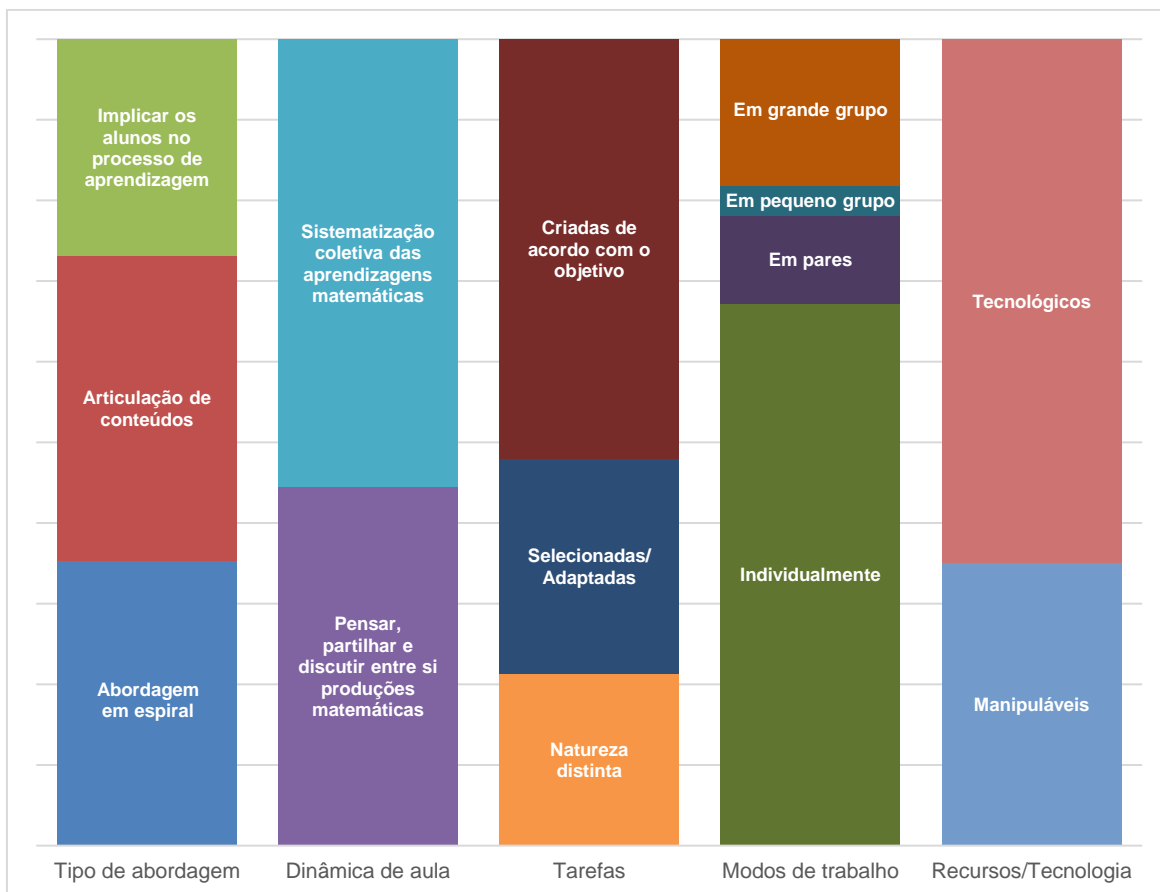 Implicar os
alunos no
processo de
aprendizagem
Articulação de
conteúdos
Abordagem
em espiral
Sistematização
coletiva das
aprendizagens
matemáticas
Pensar,
partilhar e
discutir entre si
produções
matemáticas
Criadas de
acordo com o
objetivo
Selecionadas/
Adaptadas
Natureza
distinta
Em grande grupo
Em pequeno grupo
Em pares
Individualmente
Tecnológicos
Manipuláveis
Tipo de abordagem
Dinâmica de aula
Tarefas
Modos de trabalho
Recursos/Tecnologia